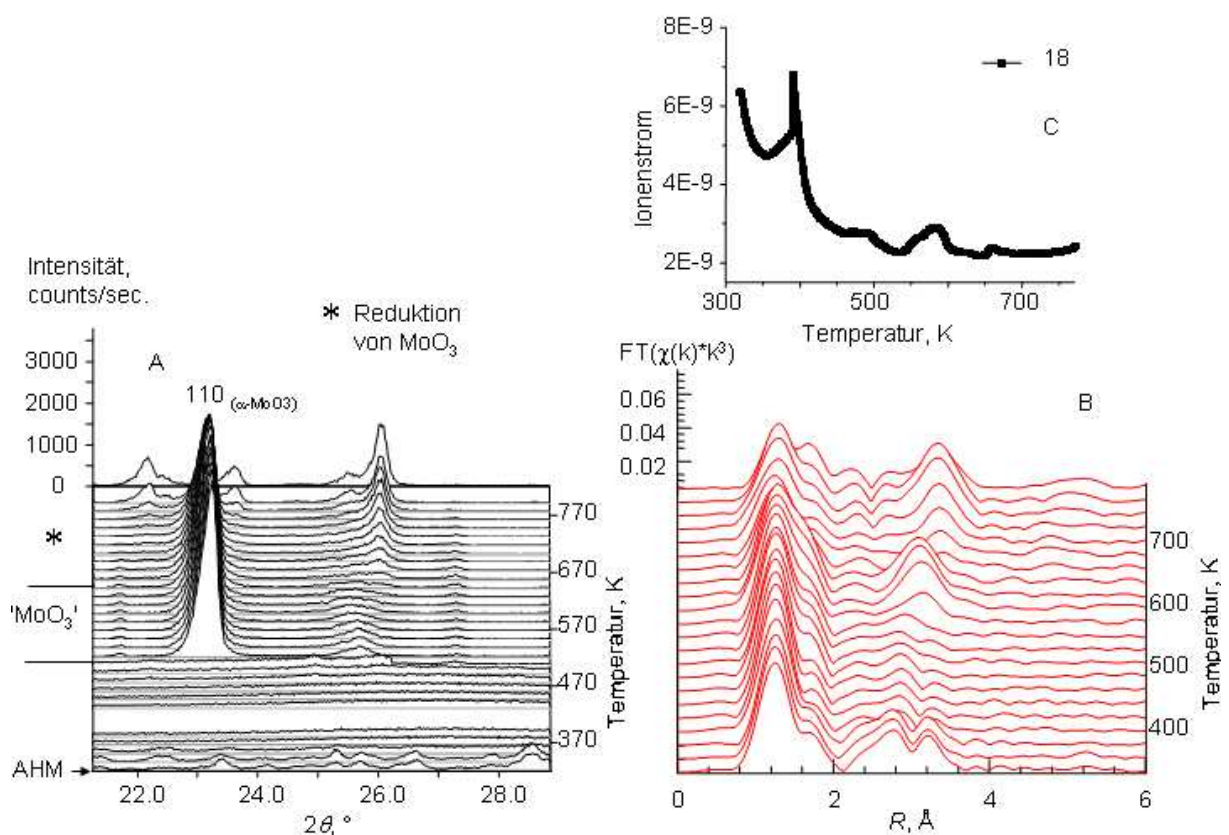 8E-9
6E-9
4E-9
2E-9
Ionenstrom
18
C
300
500
700
Temperatur, K
Intensität,
counts/sec.
* Reduktion
von MoO₃
A
3000
2000
1000
0
110 (α-MoO3)
*
'MoO₃'
AHM
770
670
570
470
370
Temperatur, K
22.0
24.0
26.0
28.0
2θ, °
FT(χ(k)*k³)
B
0.06
0.04
0.02
700
600
500
400
Temperatur, K
0
2
4
6
R, Å